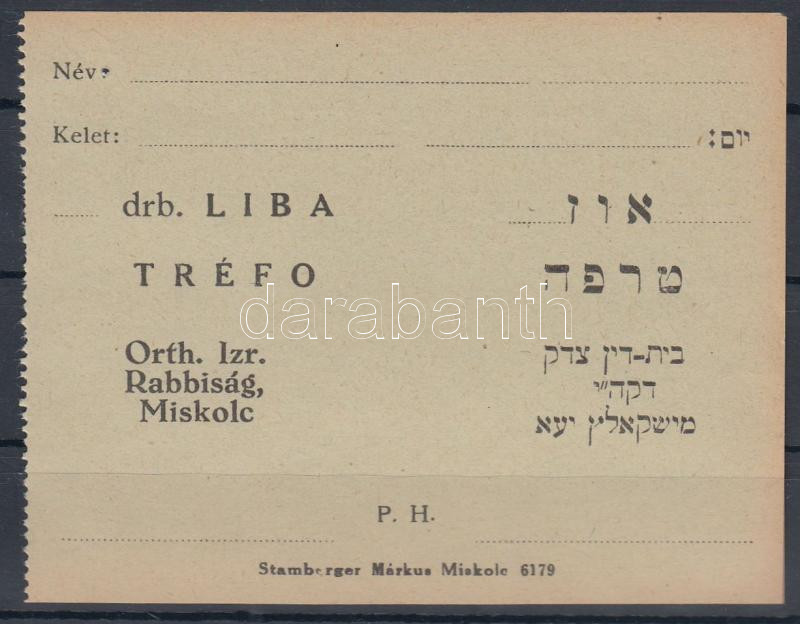 Név:
Kelet: יום:
drb. LIBA אוז
TRÉFO טרפה
Orth. Izr. בית-דין צדק
Rabbiság, דקה"י
Miskolc מישקאלץ יעא
P. H.
Stamberger Márkus Miskolc 6179
darabanth